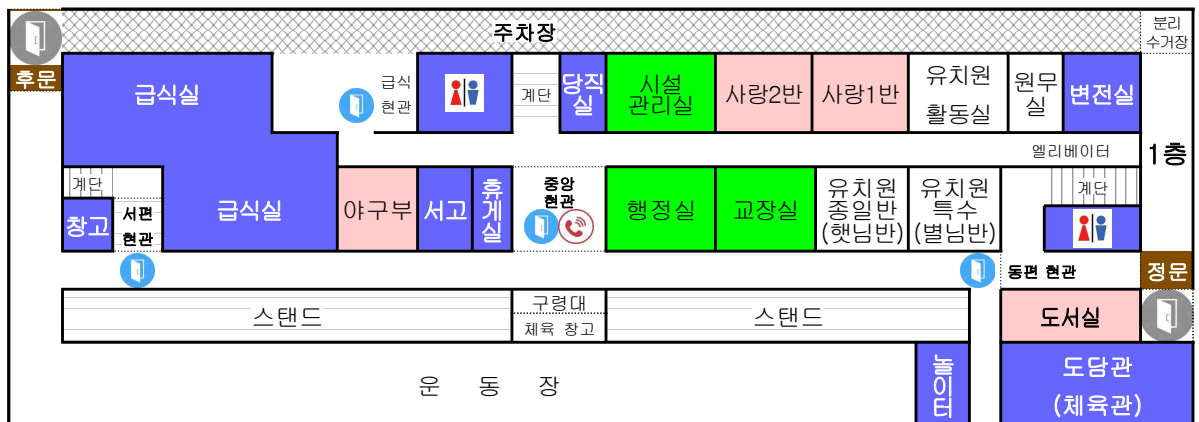 주차장
분리
수거장
후문
급식실
급식
현관
계단
당직
실
시설
관리실
사랑2반
사랑1반
유치원
활동실
원무
실
변전실
엘리베이터
1층
계단
창고
서편
현관
급식실
야구부
서고
휴게실
중앙
현관
행정실
교장실
유치원
종일반
(햇님반)
유치원
특수
(별님반)
계단
동편 현관
정문
스탠드
구령대
체육 창고
스탠드
도서실
운 동 장
놀이터
도담관
(체육관)